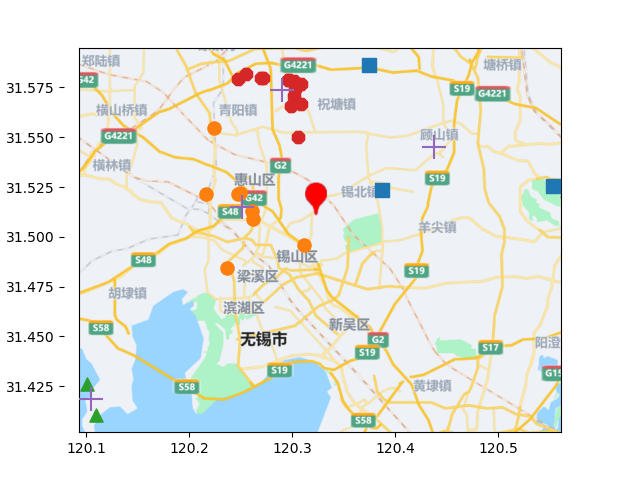 郑陆镇
G42
G4221
塘桥镇
S19
G4221
横山桥镇
青阳镇
祝塘镇
G4221
顾山镇
横林镇
G2
惠山区
S19
锡北镇
G42
S48
羊尖镇
锡山区
S48
梁溪区
S19
胡埭镇
滨湖区
新吴区
S58
无锡市
G2
S19
S17
阳澄
S19
S58
黄埭镇
G15
S58
31.575
31.550
31.525
31.500
31.475
31.450
31.425
120.1
120.2
120.3
120.4
120.5